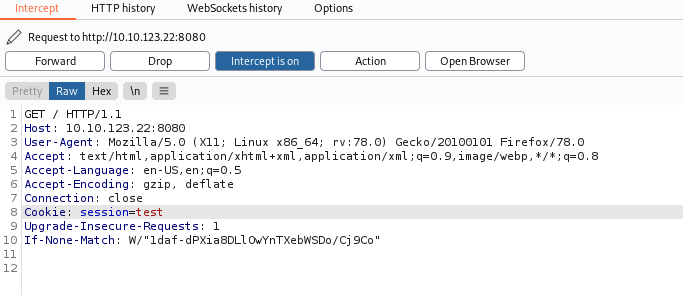 Intercept HTTP history WebSockets history Options
Request to http://10.10.123.22:8080
Forward Drop Intercept is on Action Open Browser
Pretty Raw Hex \n
1 GET / HTTP/1.1
2 Host: 10.10.123.22:8080
3 User-Agent: Mozilla/5.0 (X11; Linux x86_64; rv:78.0) Gecko/20100101 Firefox/78.0
4 Accept: text/html,application/xhtml+xml,application/xml;q=0.9,image/webp,*/*;q=0.8
5 Accept-Language: en-US,en;q=0.5
6 Accept-Encoding: gzip, deflate
7 Connection: close
8 Cookie: session=test
9 Upgrade-Insecure-Requests: 1
10 If-None-Match: W/"1daf-dPXia8DLlOwYnTXebWSDo/Cj9Co"
11
12